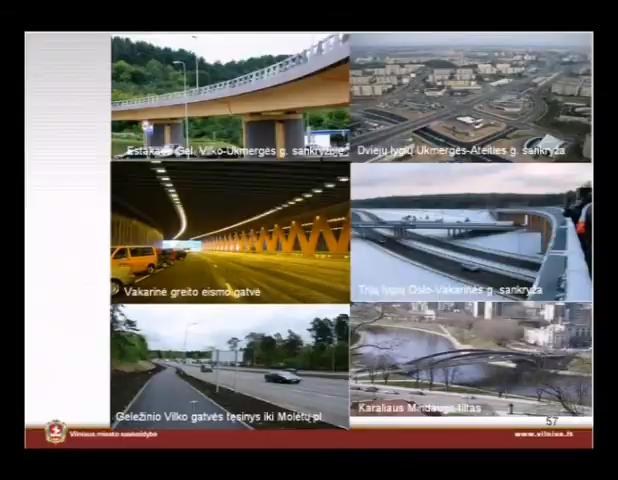 Estakada Gel. Vilko-Ukmergės g. sankryžoje
Dviejų lygių Ukmergės-Ateities g. sankryža
Vakarinė greito eismo gatvė
Trijų lygių Oslo-Vakarinės g. sankryža
Geležinio Vilko gatvės tęsinys iki Molėtų pl
Karaliaus Mindaugo tiltas
57
Vilniaus miesto savivaldybė
www.vilnius.lt